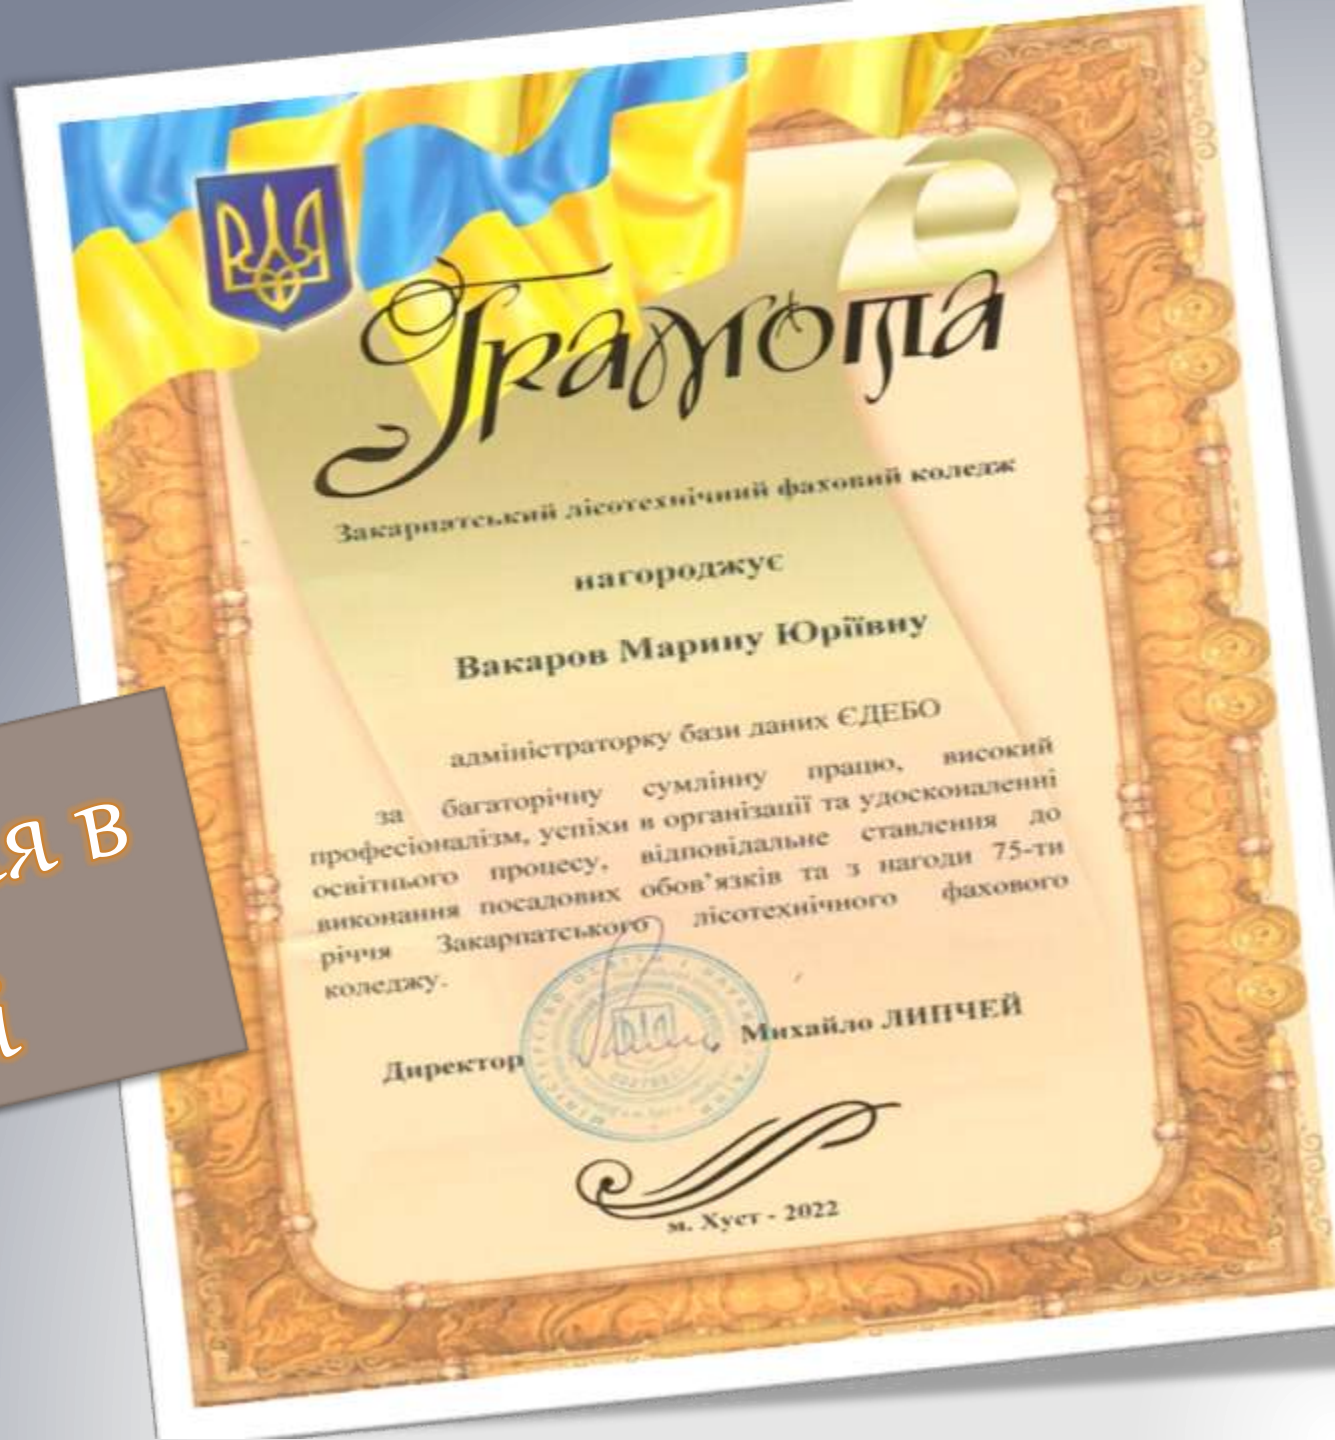 Грамота
Закарпатський лісотехнічний фаховий коледж
нагороджує
Вакаров Марину Юріївну
адміністраторку бази даних ЄДЕБО
за багаторічну сумлінну працю, високий
професіоналізм, успіхи в організації та удосконаленні
освітнього процесу, відповідальне ставлення до
виконання посадових обов’язків та з нагоди 75-ти
річчя Закарпатського лісотехнічного фахового
коледжу.
Директор Михайло ЛИПЧЕЙ
м. Хуст - 2022
я в
ї